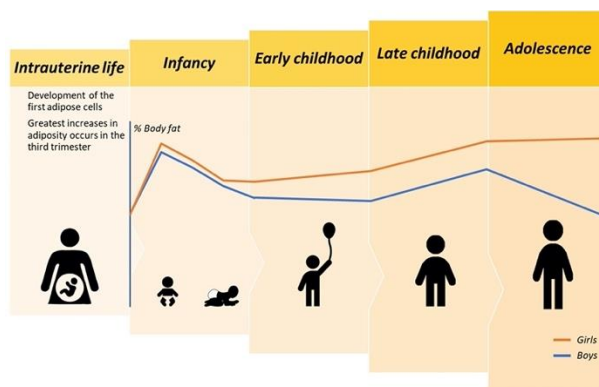 Intrauterine life
Infancy
Early childhood
Late childhood
Adolescence
Development of the
first adipose cells
Greatest increases in
adiposity occurs in the
third trimester
% Body fat
Girls
Boys